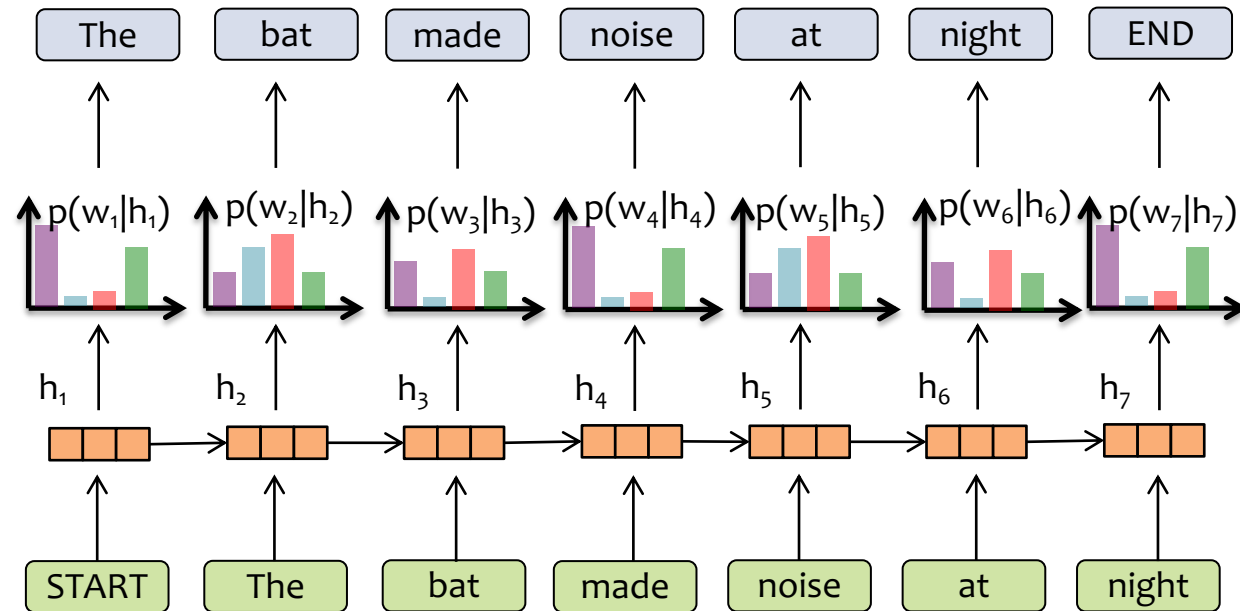 The bat made noise at night END
p(w₁|h₁) p(w₂|h₂) p(w₃|h₃) p(w₄|h₄) p(w₅|h₅) p(w₆|h₆) p(w₇|h₇)
h₁ h₂ h₃ h₄ h₅ h₆ h₇
START The bat made noise at night